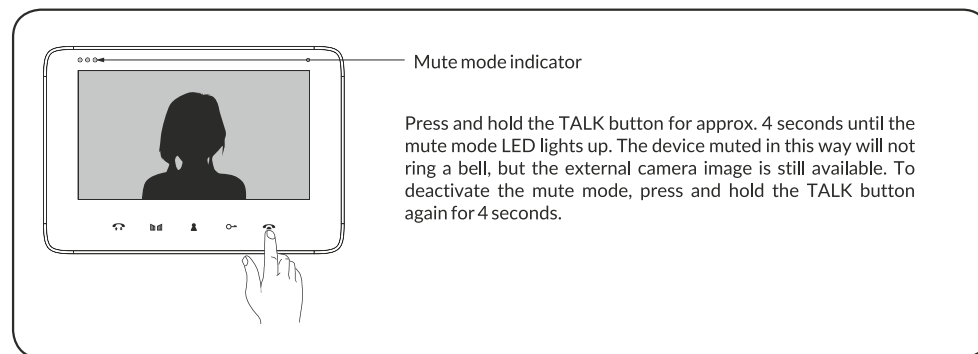 Mute mode indicator
Press and hold the TALK button for approx. 4 seconds until the
mute mode LED lights up. The device muted in this way will not
ring a bell, but the external camera image is still available. To
deactivate the mute mode, press and hold the TALK button
again for 4 seconds.